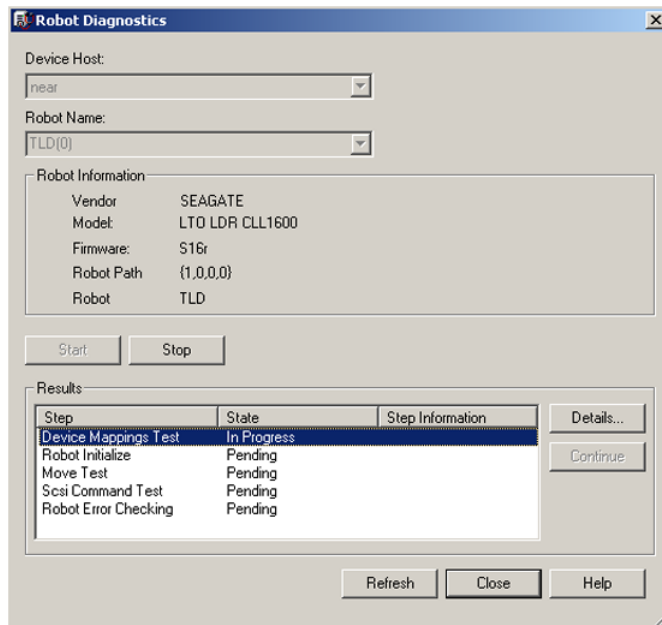 Robot Diagnostics
Device Host:
near
Robot Name:
TLD(0)
Robot Information
Vendor SEAGATE
Model: LTO LDR CLL1600
Firmware: S16r
Robot Path {1,0,0,0}
Robot TLD
Start Stop
Results
Step State Step Information
Device Mappings Test In Progress
Robot Initialize Pending
Move Test Pending
Scsi Command Test Pending
Robot Error Checking Pending
Details...
Continue
Refresh Close Help